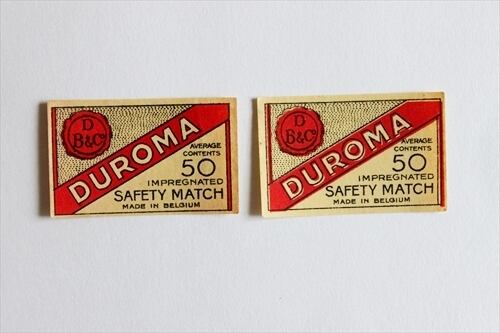 D
B&Co
DUROMA
AVERAGE
CONTENTS
50
IMPREGNATED
SAFETY MATCH
MADE IN BELGIUM
D
B&Co
DUROMA
AVERAGE
CONTENTS
50
IMPREGNATED
SAFETY MATCH
MADE IN BELGIUM